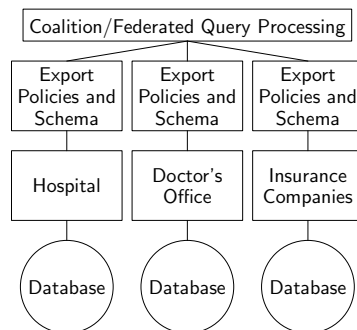 Coalition/Federated Query Processing
Export
Policies and
Schema
Export
Policies and
Schema
Export
Policies and
Schema
Hospital
Doctor's
Office
Insurance
Companies
Database
Database
Database